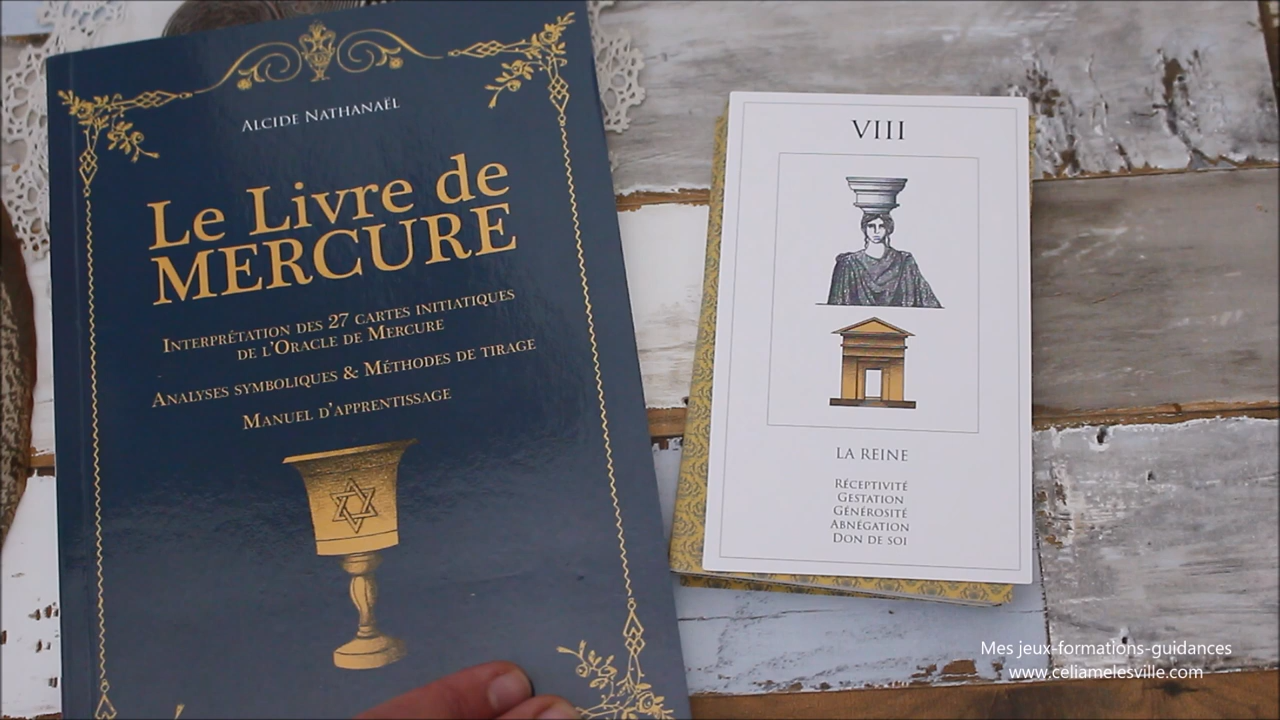 ALCIDE NATHANAËL
Le Livre de
MERCURE
INTERPRÉTATION DES 27 CARTES INITIATIQUES
DE L'ORACLE DE MERCURE
ANALYSES SYMBOLIQUES & MÉTHODES DE TIRAGE
MANUEL D'APPRENTISSAGE
VIII
LA REINE
RÉCEPTIVITÉ
GESTATION
GÉNÉROSITÉ
ABNÉGATION
DON DE SOI
Mes jeux-formations-guidances
www.celiamelesville.com